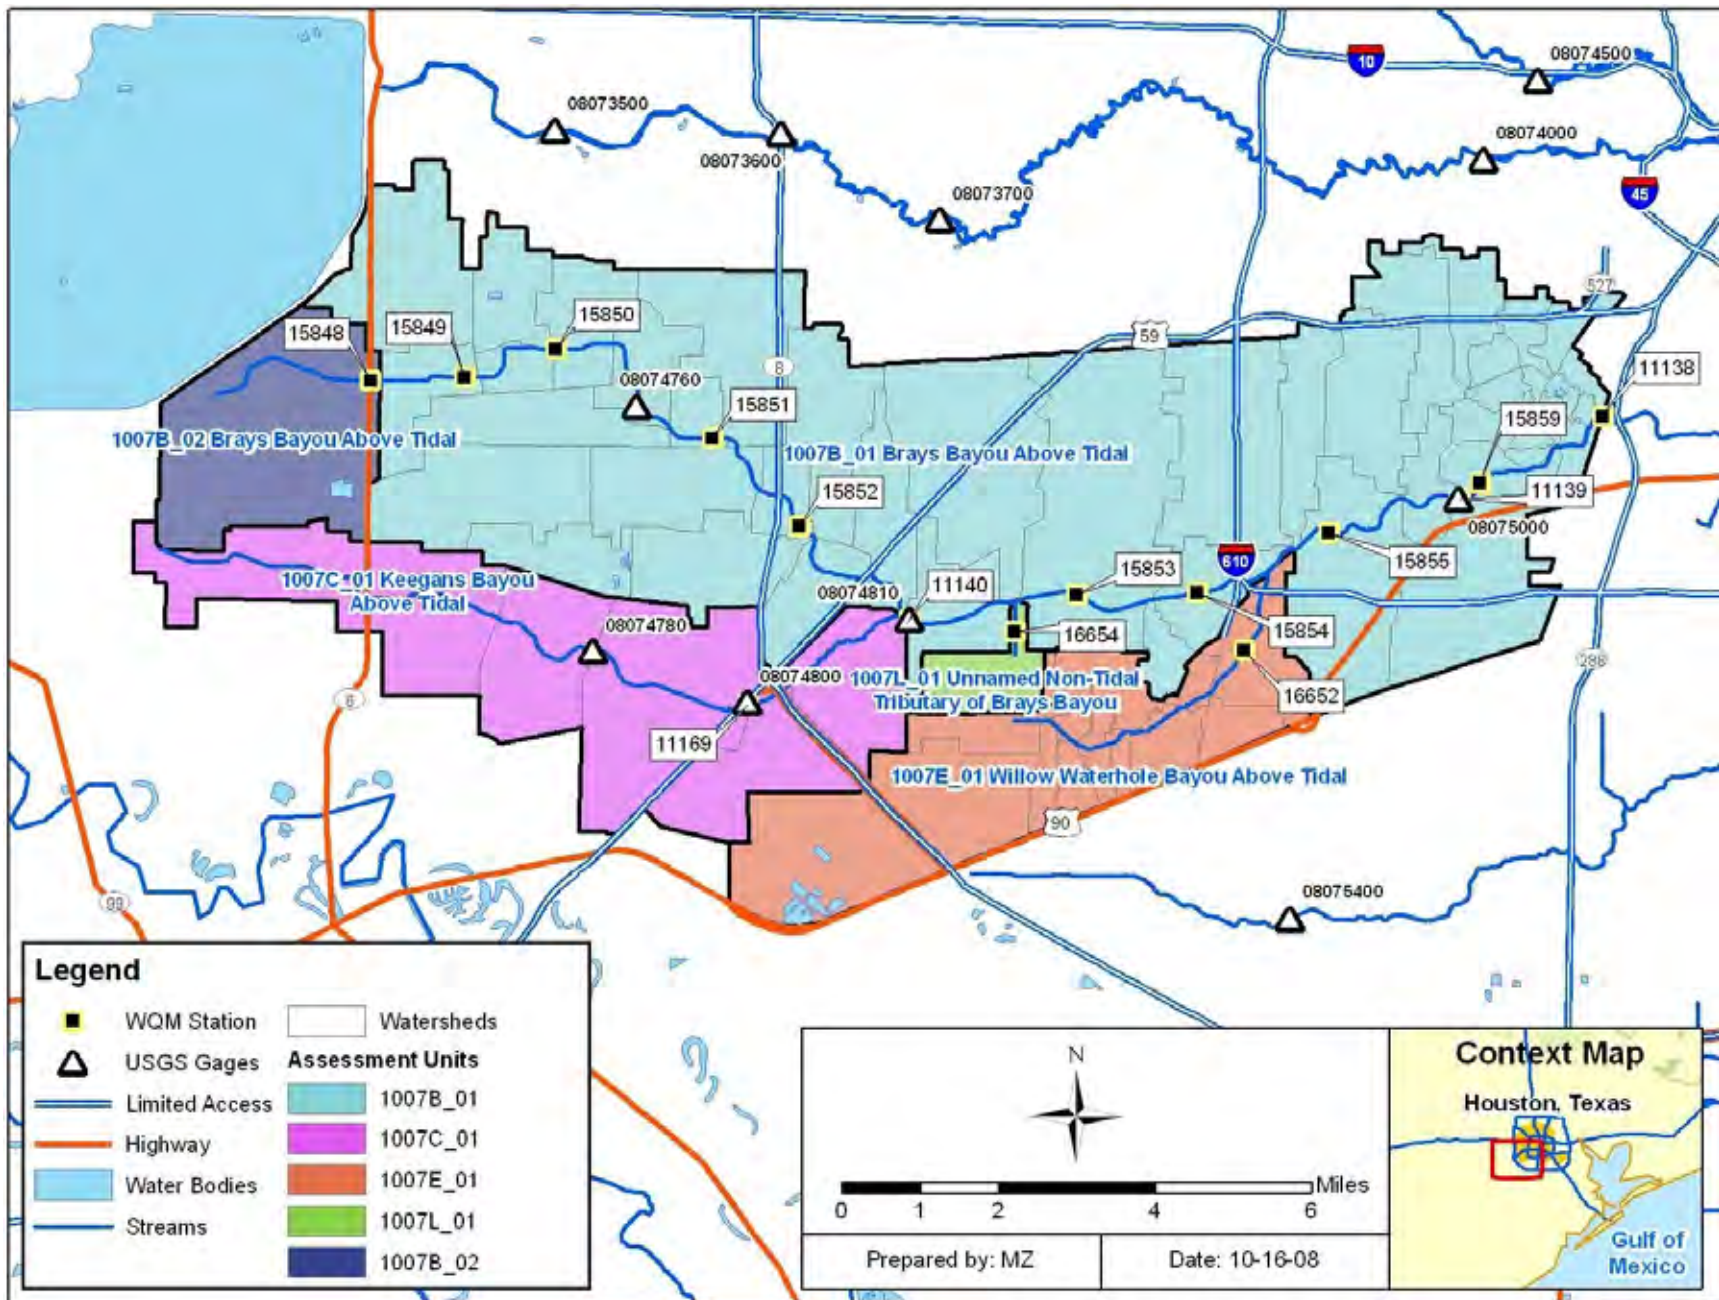 10
08074500
08073500
08074000
08073600
45
08073700
527
15848
15849
15850
59
8
11138
08074760
15851
15859
1007B_02 Brays Bayou Above Tidal
1007B_01 Brays Bayou Above Tidal
15852
11139
08075000
610
15855
1007C_01 Keegans Bayou
Above Tidal
08074810
11140
15853
15854
08074780
16654
288
08074800
1007L_01 Unnamed Non-Tidal
Tributary of Brays Bayou
16652
6
11169
1007E_01 Willow Waterhole Bayou Above Tidal
90
99
08075400
Legend
WQM Station
USGS Gages
Limited Access
Highway
Water Bodies
Streams
Watersheds
Assessment Units
1007B_01
1007C_01
1007E_01
1007L_01
1007B_02
N
Miles
0 1 2 4 6
Prepared by: MZ
Date: 10-16-08
Context Map
Houston, Texas
Gulf of
Mexico